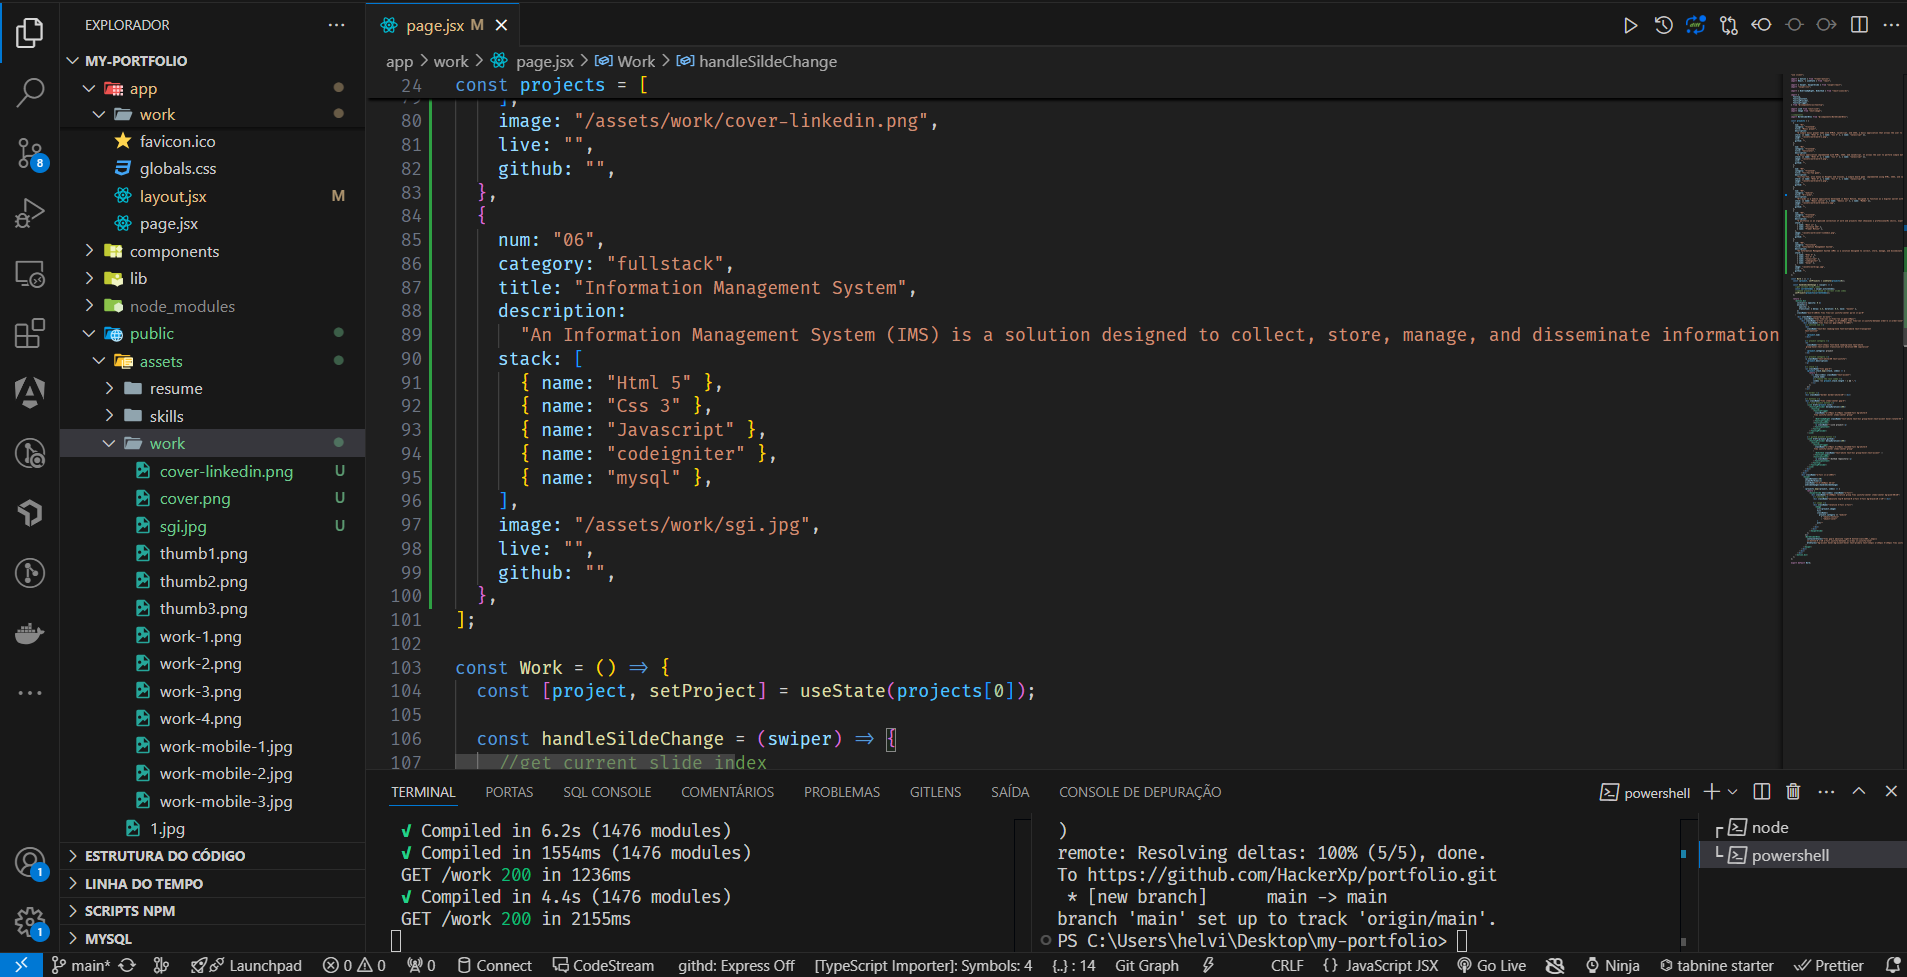 EXPLORADOR
MY-PORTFOLIO
app
work
favicon.ico
globals.css
layout.jsx M
page.jsx
components
lib
node_modules
public
assets
resume
skills
work
cover-linkedin.png U
cover.png U
sgi.jpg U
thumb1.png
thumb2.png
thumb3.png
work-1.png
work-2.png
work-3.png
work-4.png
work-mobile-1.jpg
work-mobile-2.jpg
work-mobile-3.jpg
1.jpg
ESTRUTURA DO CÓDIGO
LINHA DO TEMPO
SCRIPTS NPM
MYSQL
8
1
1
page.jsx M
app > work > page.jsx > Work > handleSildeChange
24 const projects = [
79 ],
80 image: "/assets/work/cover-linkedin.png",
81 live: "",
82 github: "",
83 },
84 {
85 num: "06",
86 category: "fullstack",
87 title: "Information Management System",
88 description:
89 "An Information Management System (IMS) is a solution designed to collect, store, manage, and disseminate information
90 stack: [
91 { name: "Html 5" },
92 { name: "Css 3" },
93 { name: "Javascript" },
94 { name: "codeigniter" },
95 { name: "mysql" },
96 ],
97 image: "/assets/work/sgi.jpg",
98 live: "",
99 github: "",
100 },
101 ];
102
103 const Work = () => {
104 const [project, setProject] = useState(projects[0]);
105
106 const handleSildeChange = (swiper) => {
107 //get current slide index
TERMINAL PORTAS SQL CONSOLE COMENTÁRIOS PROBLEMAS GITLENS SAÍDA CONSOLE DE DEPURAÇÃO
powershell
✓ Compiled in 6.2s (1476 modules)
✓ Compiled in 1554ms (1476 modules)
GET /work 200 in 1236ms
✓ Compiled in 4.4s (1476 modules)
GET /work 200 in 2155ms
)
remote: Resolving deltas: 100% (5/5), done.
To https://github.com/HackerXp/portfolio.git
* [new branch] main -> main
branch 'main' set up to track 'origin/main'.
PS C:\Users\helvi\Desktop\my-portfolio>
node
powershell
main* Launchpad 0 0 0 Connect CodeStream githd: Express Off [TypeScript Importer]: Symbols: 4 {..} : 14 Git Graph CRLF {} JavaScript JSX Go Live Ninja tabnine starter Prettier